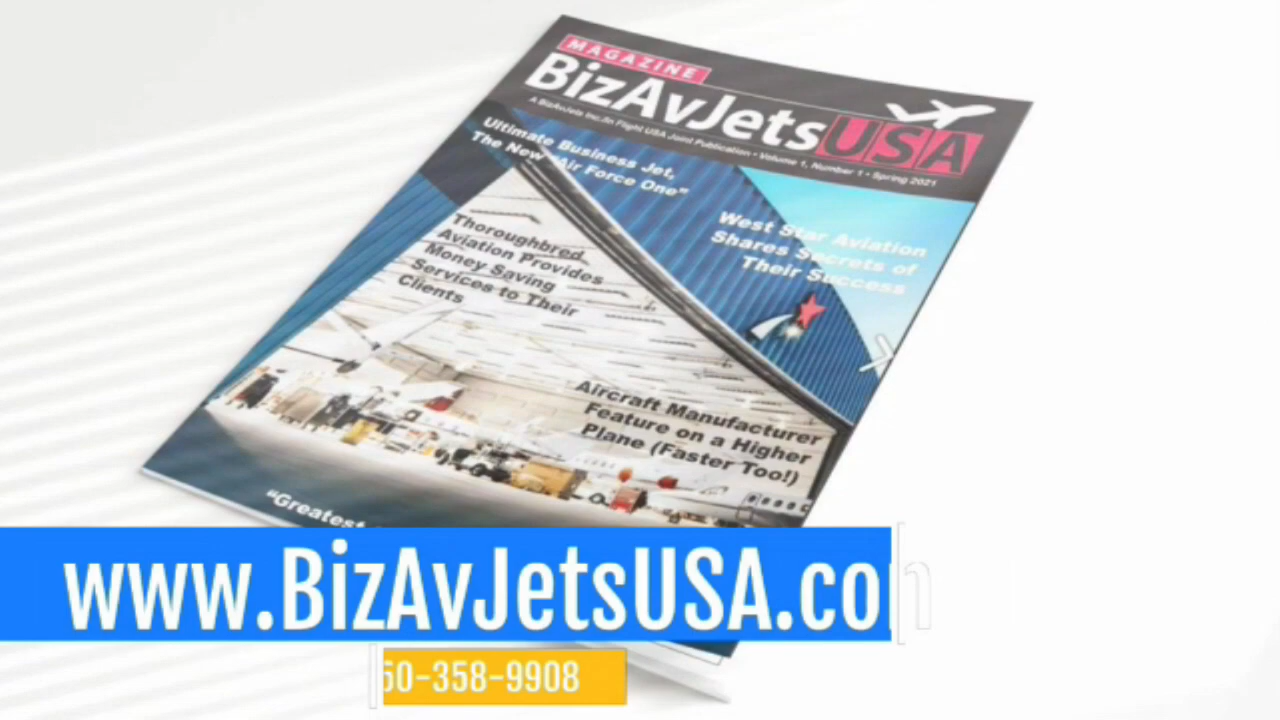 MAGAZINE
BizAvJetsUSA
A BizAvJets Inc./In Flight USA Joint Publication • Volume 1, Number 1 • Spring 2021
Ultimate Business Jet,
The New "Air Force One"
West Star Aviation
Shares Secrets of
Their Success
Thoroughbred
Aviation Provides
Money Saving
Services to Their
Clients
Aircraft Manufacturer
Feature on a Higher
Plane (Faster Too!)
"Greatest
www.BizAvJetsUSA.com
50-358-9908